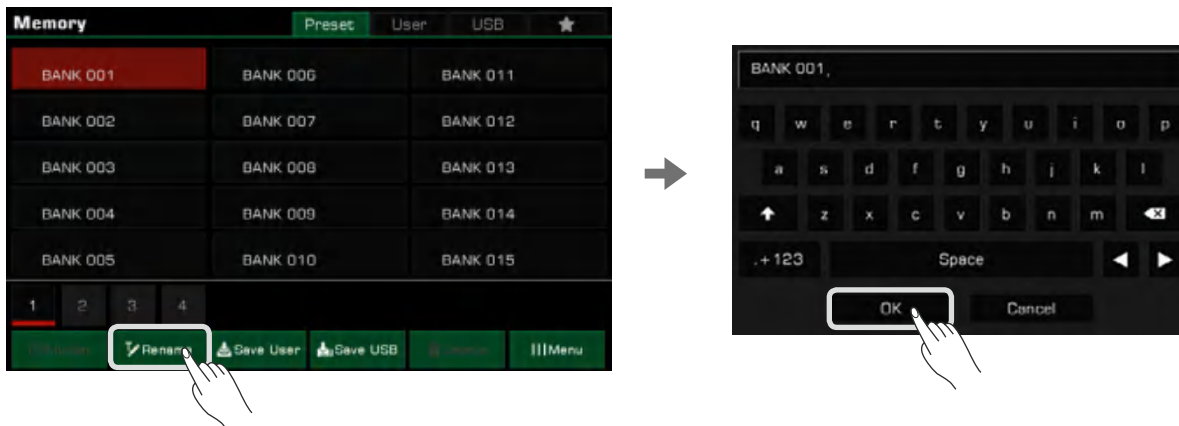 Memory Preset User USB
BANK 001 BANK 006 BANK 011
BANK 002 BANK 007 BANK 012
BANK 003 BANK 008 BANK 013
BANK 004 BANK 009 BANK 014
BANK 005 BANK 010 BANK 015
1 2 3 4
Rename Save User Save USB Menu
BANK 001,
q w e r t y u i o p
a s d f g h j k l
z x c v b n m
.+123 Space
OK Cancel